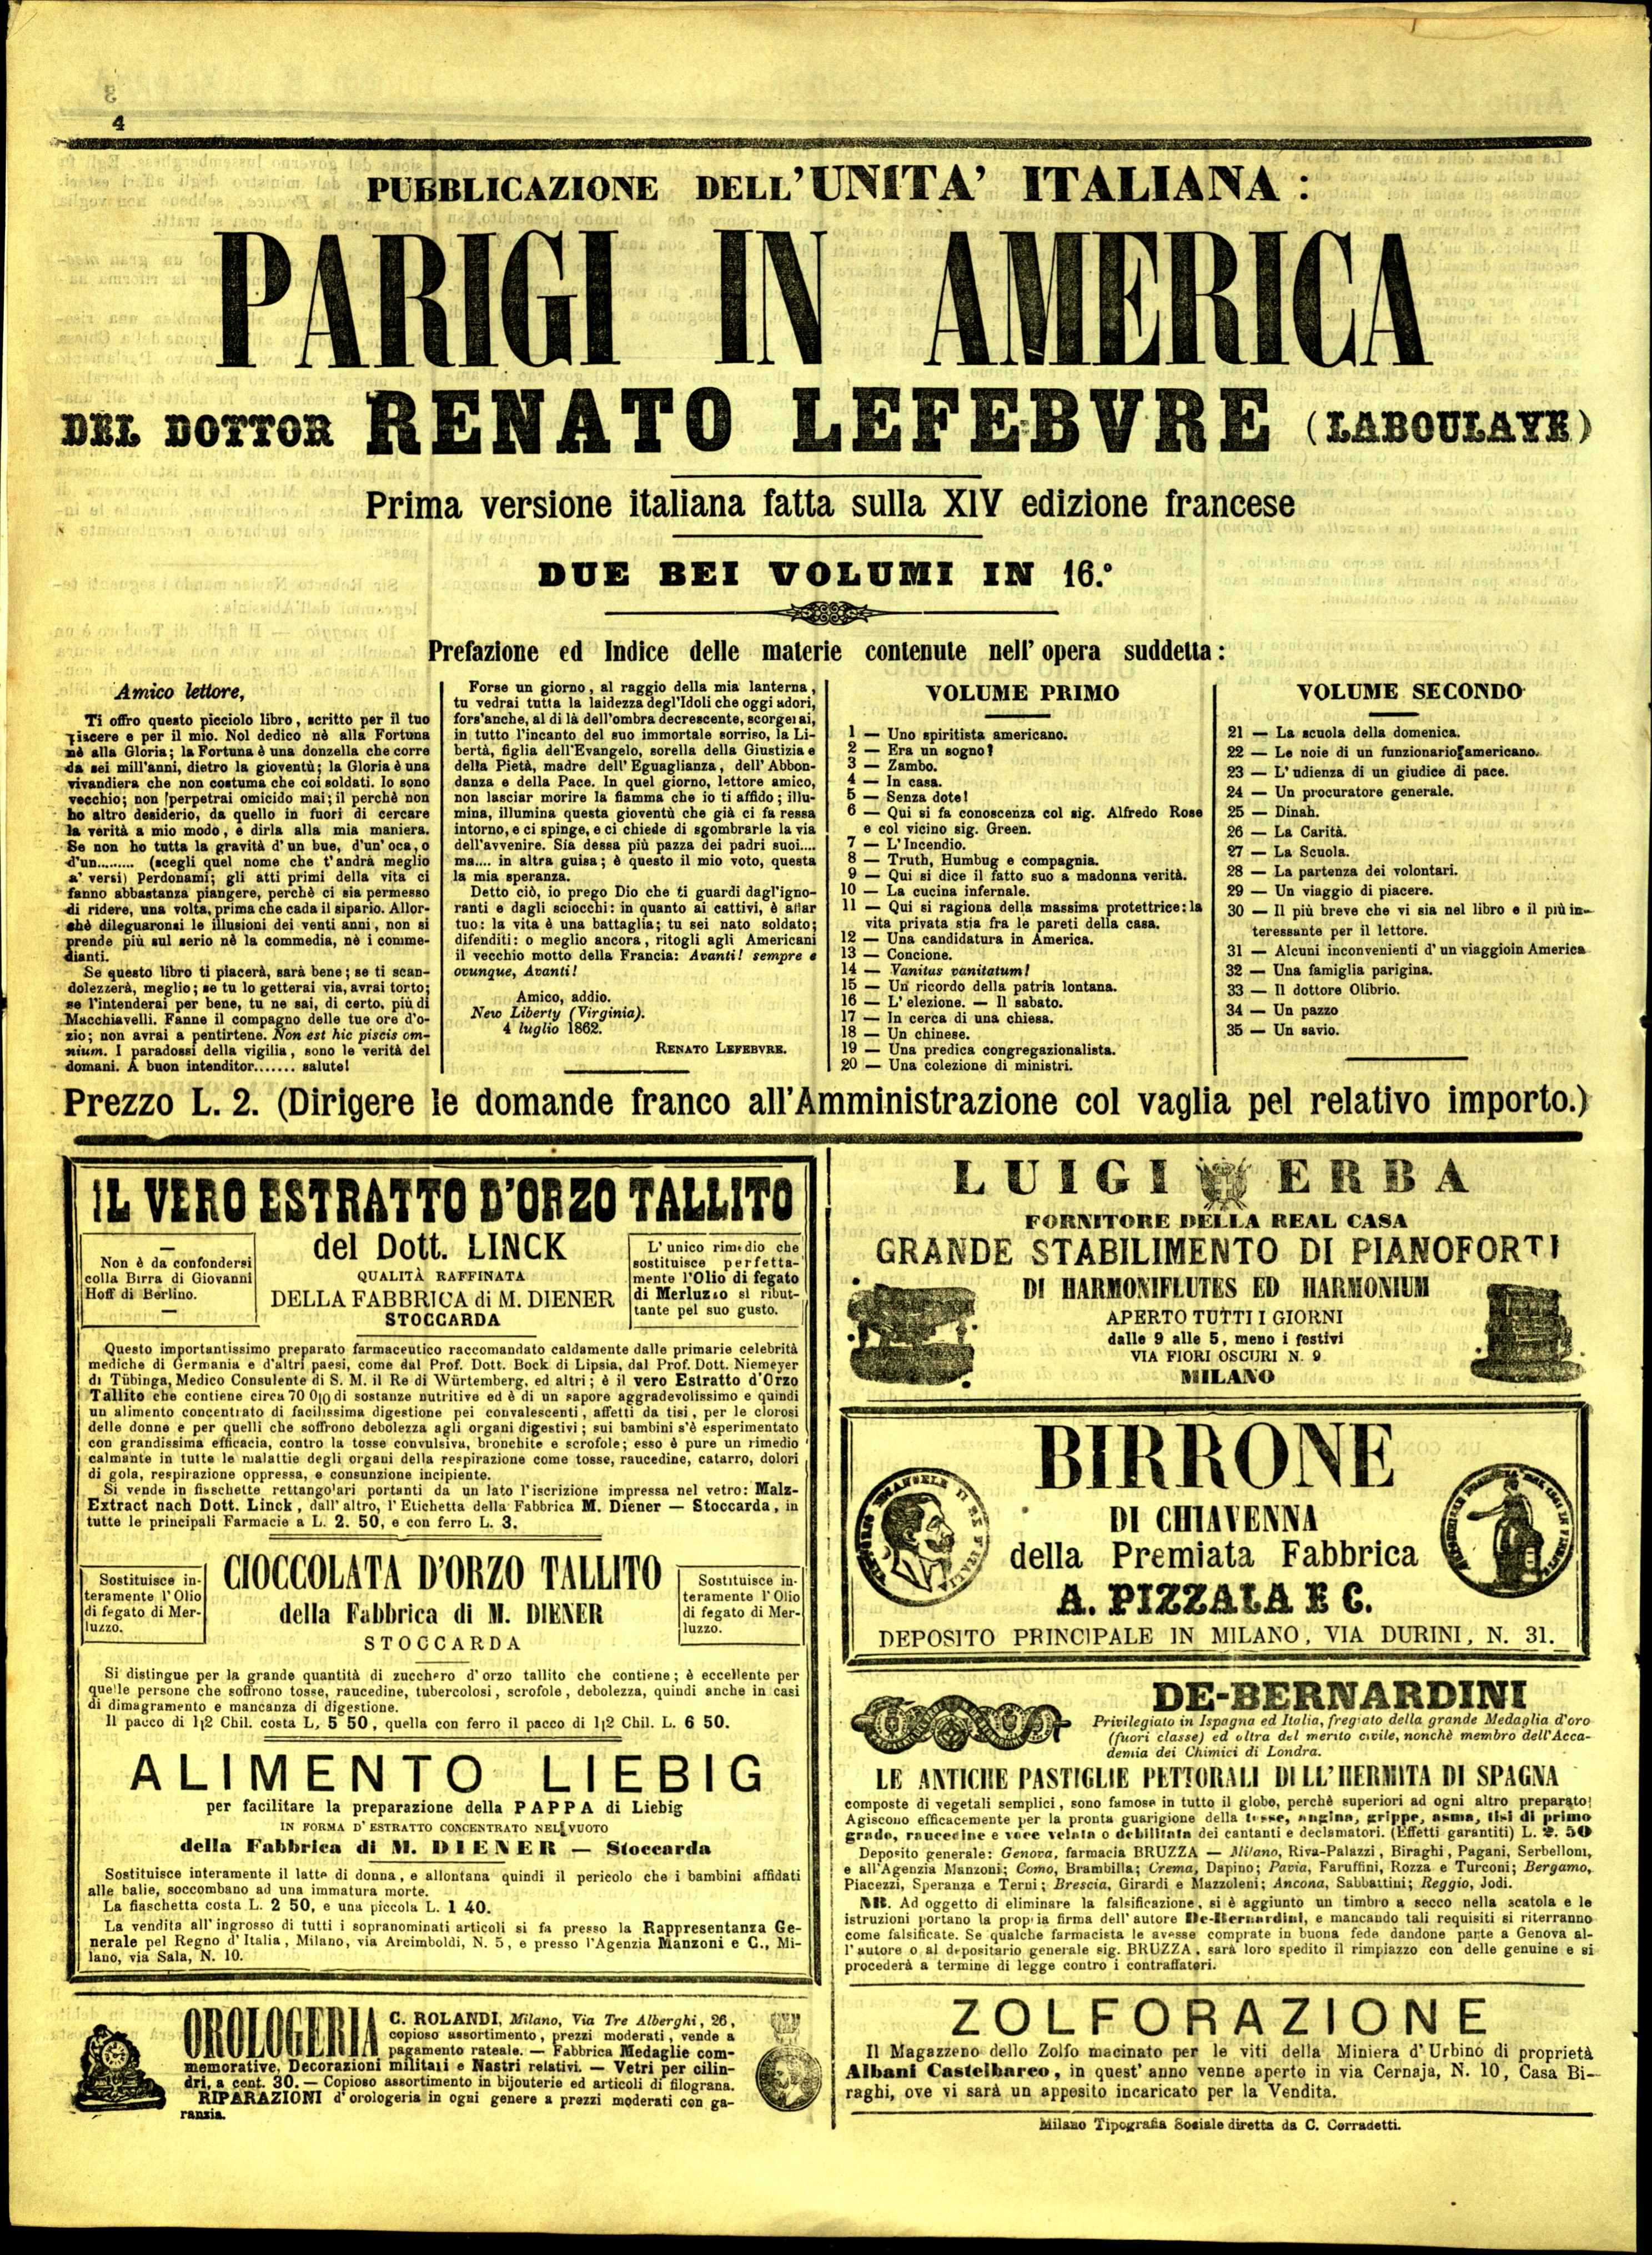 4
PUBBLICAZIONE DELL'UNITA' ITALIANA :
PARIGI IN AMERICA
DEL DOTTOR RENATO LEFEBVRE (LABOULAYE)
Prima versione italiana fatta sulla XIV edizione francese
DUE BEI VOLUMI IN 16.°
Prefazione ed Indice delle materie contenute nell' opera suddetta :
Amico lettore,
Ti offro questo picciolo libro, scritto per il tuo
piscere e per il mio. Nol dedico nè alla Fortuna
nè alla Gloria; la Fortuna è una donzella che corre
da sei mill'anni, dietro la gioventù; la Gloria è una
vivandiera che non costuma che coi soldati. Io sono
vecchio; non perpetrai omicido mai; il perchè non
ho altro desiderio, da quello in fuori di cercare
la verità a mio modo, e dirla alla mia maniera.
Se non ho tutta la gravità d' un bue, d'un' oca, o
d'un......... (scegli quel nome che t'andrà meglio
a' versi) Perdonami; gli atti primi della vita ci
fanno abbastanza piangere, perchè ci sia permesso
di ridere, una volta, prima che cada il sipario. Allor-
chè dileguaronsi le illusioni dei venti anni, non si
prende più sul serio nè la commedia, nè i comme-
dianti.
Se questo libro ti piacerà, sarà bene; se ti scan-
dolezzerà, meglio; se tu lo getterai via, avrai torto;
se l'intenderai per bene, tu ne sai, di certo, più di
Macchiavelli. Fanne il compagno delle tue ore d'o-
zio; non avrai a pentirtene. Non est hic piscis om-
nium. I paradossi della vigilia, sono le verità del
domani. A buon intenditor....... salute!
Forse un giorno, al raggio della mia lanterna,
tu vedrai tutta la laidezza degl'Idoli che oggi adori,
fors'anche, al di là dell'ombra decrescente, scorgerai,
in tutto l'incanto del suo immortale sorriso, la Li-
bertà, figlia dell'Evangelo, sorella della Giustizia e
della Pietà, madre dell' Eguaglianza, dell' Abbon-
danza e della Pace. In quel giorno, lettore amico,
non lasciar morire la fiamma che io ti affido; illu-
mina, illumina questa gioventù che già ci fa ressa
intorno, e ci spinge, e ci chiede di sgombrarle la via
dell'avvenire. Sia dessa più pazza dei padri suoi....
ma.... in altra guisa; è questo il mio voto, questa
la mia speranza.
Detto ciò, io prego Dio che ti guardi dagl'igno-
ranti e dagli sciocchi: in quanto ai cattivi, è affar
tuo: la vita è una battaglia; tu sei nato soldato;
difenditi: o meglio ancora, ritogli agli Americani
il vecchio motto della Francia: Avanti! sempre e
ovunque, Avanti!
Amico, addio.
New Liberty (Virginia).
4 luglio 1862.
RENATO LEFEBVRE.
VOLUME PRIMO
1 — Uno spiritista americano.
2 — Era un sogno!
3 — Zambo.
4 — In casa.
5 — Senza dote!
6 — Qui si fa conoscenza col sig. Alfredo Rose
e col vicino sig. Green.
7 — L' Incendio.
8 — Truth, Humbug e compagnia.
9 — Qui si dice il fatto suo a madonna verità.
10 — La cucina infernale.
11 — Qui si ragiona della massima protettrice: la
vita privata stia fra le pareti della casa.
12 — Una candidatura in America.
13 — Concione.
14 — Vanitas vanitatum!
15 — Un ricordo della patria lontana.
16 — L' elezione. — Il sabato.
17 — In cerca di una chiesa.
18 — Un chinese.
19 — Una predica congregazionalista.
20 — Una colezione di ministri.
VOLUME SECONDO
21 — La scuola della domenica.
22 — Le noie di un funzionario americano.
23 — L' udienza di un giudice di pace.
24 — Un procuratore generale.
25 — Dinah.
26 — La Carità.
27 — La Scuola.
28 — La partenza dei volontari.
29 — Un viaggio di piacere.
30 — Il più breve che vi sia nel libro e il più in-
teressante per il lettore.
31 — Alcuni inconvenienti d' un viaggioin America
32 — Una famiglia parigina.
33 — Il dottore Olibrio.
34 — Un pazzo
35 — Un savio.
Prezzo L. 2. (Dirigere le domande franco all'Amministrazione col vaglia pel relativo importo.)
IL VERO ESTRATTO D'ORZO TALLITO
Non è da confondersi
colla Birra di Giovanni
Hoff di Berlino.
del Dott. LINCK
QUALITÀ RAFFINATA
DELLA FABBRICA di M. DIENER
STOCCARDA
L' unico rimedio che
sostituisce perfetta-
mente l'Olio di fegato
di Merluzzo sì ribut-
tante pel suo gusto.
Questo importantissimo preparato farmaceutico raccomandato caldamente dalle primarie celebrità
mediche di Germania e d'altri paesi, come dal Prof. Dott. Bock di Lipsia, dal Prof. Dott. Niemeyer
di Tübinga, Medico Consulente di S. M. il Re di Würtemberg, ed altri; è il vero Estratto d'Orzo
Tallito che contiene circa 70 0|0 di sostanze nutritive ed è di un sapore aggradevolissimo e quindi
un alimento concentrato di facilissima digestione pei convalescenti, affetti da tisi, per le clorosi
delle donne e per quelli che soffrono debolezza agli organi digestivi; sui bambini s'è esperimentato
con grandissima efficacia, contro la tosse convulsiva, bronchite e scrofole; esso è pure un rimedio
calmante in tutte le malattie degli organi della respirazione come tosse, raucedine, catarro, dolori
di gola, respirazione oppressa, e consunzione incipiente.
Si vende in fiaschette rettangolari portanti da un lato l'iscrizione impressa nel vetro: Malz-
Extract nach Dott. Linck, dall' altro, l' Etichetta della Fabbrica M. Diener — Stoccarda, in
tutte le principali Farmacie a L. 2. 50, e con ferro L. 3.
Sostituisce in-
teramente l' Olio
di fegato di Mer-
luzzo.
CIOCCOLATA D'ORZO TALLITO
della Fabbrica di M. DIENER
STOCCARDA
Sostituisce in-
teramente l' Olio
di fegato di Mer-
luzzo.
Si distingue per la grande quantità di zucchero d' orzo tallito che contiene; è eccellente per
quelle persone che soffrono tosse, raucedine, tubercolosi, scrofole, debolezza, quindi anche in casi
di dimagramento e mancanza di digestione.
Il pacco di 1|2 Chil. costa L, 5 50, quella con ferro il pacco di 1|2 Chil. L. 6 50.
ALIMENTO LIEBIG
per facilitare la preparazione della PAPPA di Liebig
IN FORMA D' ESTRATTO CONCENTRATO NEL VUOTO
della Fabbrica di M. DIENER — Stoccarda
Sostituisce interamente il latte di donna, e allontana quindi il pericolo che i bambini affidati
alle balie, soccombano ad una immatura morte.
La fiaschetta costa L. 2 50, e una piccola L. 1 40.
La vendita all' ingrosso di tutti i sopranominati articoli si fa presso la Rappresentanza Ge-
nerale pel Regno d' Italia, Milano, via Arcimboldi, N. 5, e presso l'Agenzia Manzoni e C., Mi-
lano, via Sala, N. 10.
OROLOGERIA
C. ROLANDI, Milano, Via Tre Alberghi, 26,
copioso assortimento, prezzi moderati, vende a
pagamento rateale. — Fabbrica Medaglie com-
memorative, Decorazioni militari e Nastri relativi. — Vetri per cilin-
dri, a cent. 30. — Copioso assortimento in bijouterie ed articoli di filograna.
RIPARAZIONI d' orologeria in ogni genere a prezzi moderati con ga-
ranzia.
LUIGI ERBA
FORNITORE DELLA REAL CASA
GRANDE STABILIMENTO DI PIANOFORTI
DI HARMONIFLUTES ED HARMONIUM
APERTO TUTTI I GIORNI
dalle 9 alle 5, meno i festivi
VIA FIORI OSCURI N. 9
MILANO
BIRRONE
DI CHIAVENNA
della Premiata Fabbrica
A. PIZZALA E C.
DEPOSITO PRINCIPALE IN MILANO, VIA DURINI, N. 31.
DE-BERNARDINI
Privilegiato in Ispagna ed Italia, fregiato della grande Medaglia d'oro
(fuori classe) ed oltra del merito civile, nonchè membro dell'Acca-
demia dei Chimici di Londra.
LE ANTICHE PASTIGLIE PETTORALI DELL'HERMITA DI SPAGNA
composte di vegetali semplici, sono famose in tutto il globo, perchè superiori ad ogni altro preparato!
Agiscono efficacemente per la pronta guarigione della tosse, angina, grippe, asma, tisi di primo
grado, raucedine e voce velata o debilitata dei cantanti e declamatori. (Effetti garantiti) L. 2. 50
Deposito generale: Genova, farmacia BRUZZA — Milano, Riva-Palazzi, Biraghi, Pagani, Serbelloni,
e all'Agenzia Manzoni; Como, Brambilla; Crema, Dapino; Pavia, Faruffini, Rozza e Turconi; Bergamo,
Piacezzi, Speranza e Terni; Brescia, Girardi e Mazzoleni; Ancona, Sabbattini; Reggio, Jodi.
NB. Ad oggetto di eliminare la falsificazione, si è aggiunto un timbro a secco nella scatola e le
istruzioni portano la propria firma dell' autore De-Bernardini, e mancando tali requisiti si riterranno
come falsificate. Se qualche farmacista le avesse comprate in buona fede dandone parte a Genova al-
l' autore o al depositario generale sig. BRUZZA, sarà loro spedito il rimpiazzo con delle genuine e si
procederà a termine di legge contro i contraffatori.
ZOLFORAZIONE
Il Magazzeno dello Zolfo macinato per le viti della Miniera d' Urbino di proprietà
Albani Castelbarco, in quest' anno venne aperto in via Cernaja, N. 10, Casa Bi-
raghi, ove vi sarà un apposito incaricato per la Vendita.
Milano Tipografia Sociale diretta da C. Corradetti.